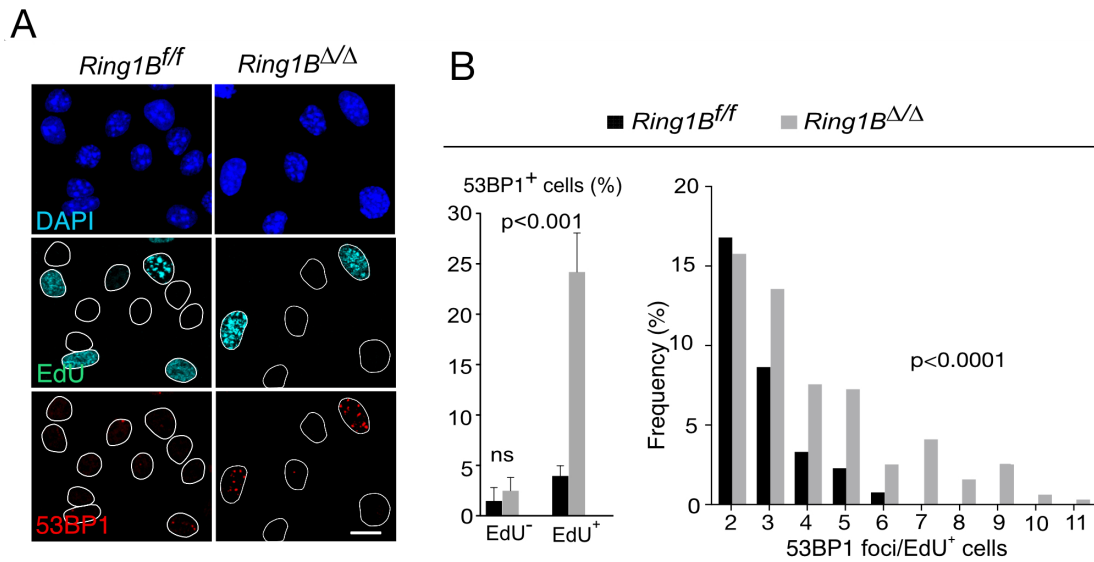 A
Ring1B^f/f Ring1B^Δ/Δ
DAPI
EdU
53BP1
B
Ring1B^f/f Ring1B^Δ/Δ
53BP1⁺ cells (%)
30
25
20
15
10
5
0
p<0.001
ns
EdU⁻ EdU⁺
Frequency (%)
20
15
10
5
0
p<0.0001
2 3 4 5 6 7 8 9 10 11
53BP1 foci/EdU⁺ cells